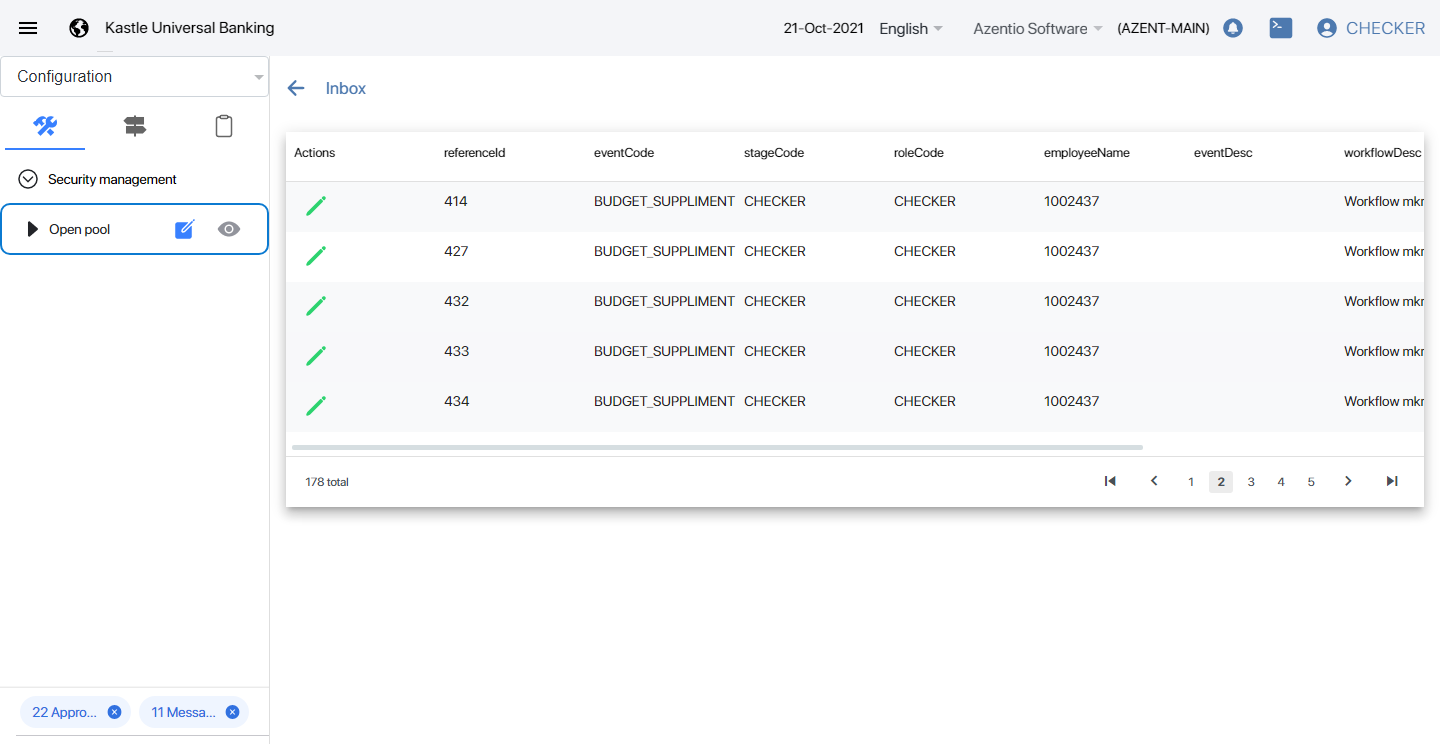 Kastle Universal Banking
21-Oct-2021 English Azentio Software (AZENT-MAIN) CHECKER
Configuration
Security management
Open pool
22 Appro... 11 Messa...
Inbox
Actions referenceId eventCode stageCode roleCode employeeName eventDesc workflowDesc
414 BUDGET_SUPPLIMENT CHECKER CHECKER 1002437 Workflow mkr
427 BUDGET_SUPPLIMENT CHECKER CHECKER 1002437 Workflow mkr
432 BUDGET_SUPPLIMENT CHECKER CHECKER 1002437 Workflow mkr
433 BUDGET_SUPPLIMENT CHECKER CHECKER 1002437 Workflow mkr
434 BUDGET_SUPPLIMENT CHECKER CHECKER 1002437 Workflow mkr
178 total 1 2 3 4 5